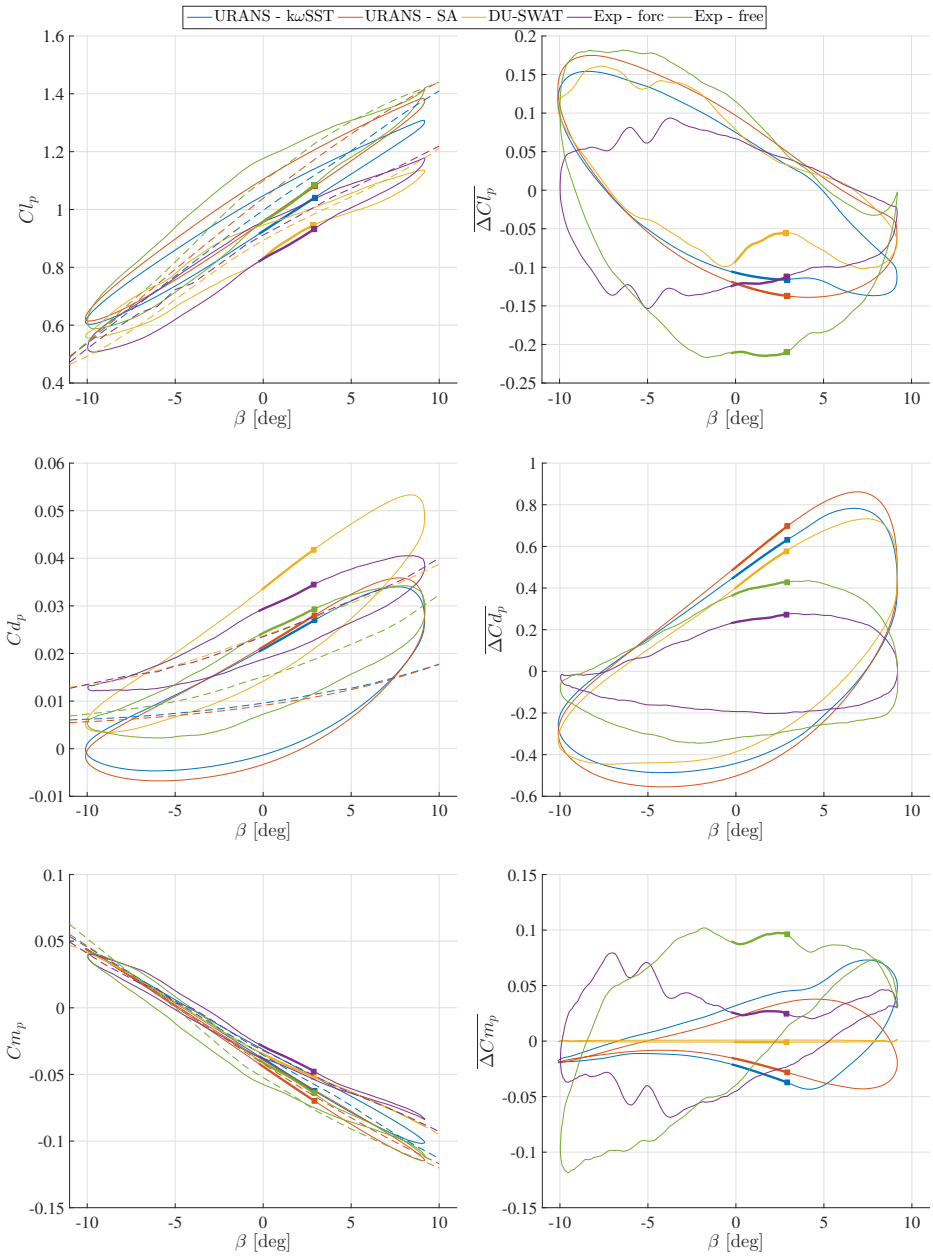 URANS - kωSST URANS - SA DU-SWAT Exp - forc Exp - free
1.4
1.2
1
0.8
0.6
0.4
Cl_p
-10 -5 0 5 10
β [deg]
0.2
0.15
0.1
0.05
0
-0.05
-0.1
-0.15
-0.2
-0.25
\overline{ΔCl_p}
-10 -5 0 5 10
β [deg]
0.06
0.05
0.04
0.03
0.02
0.01
0
-0.01
Cd_p
-10 -5 0 5 10
β [deg]
1
0.8
0.6
0.4
0.2
0
-0.2
-0.4
-0.6
\overline{ΔCd_p}
-10 -5 0 5 10
β [deg]
0.1
0.05
0
-0.05
-0.1
-0.15
Cm_p
-10 -5 0 5 10
β [deg]
0.15
0.1
0.05
0
-0.05
-0.1
-0.15
\overline{ΔCm_p}
-10 -5 0 5 10
β [deg]